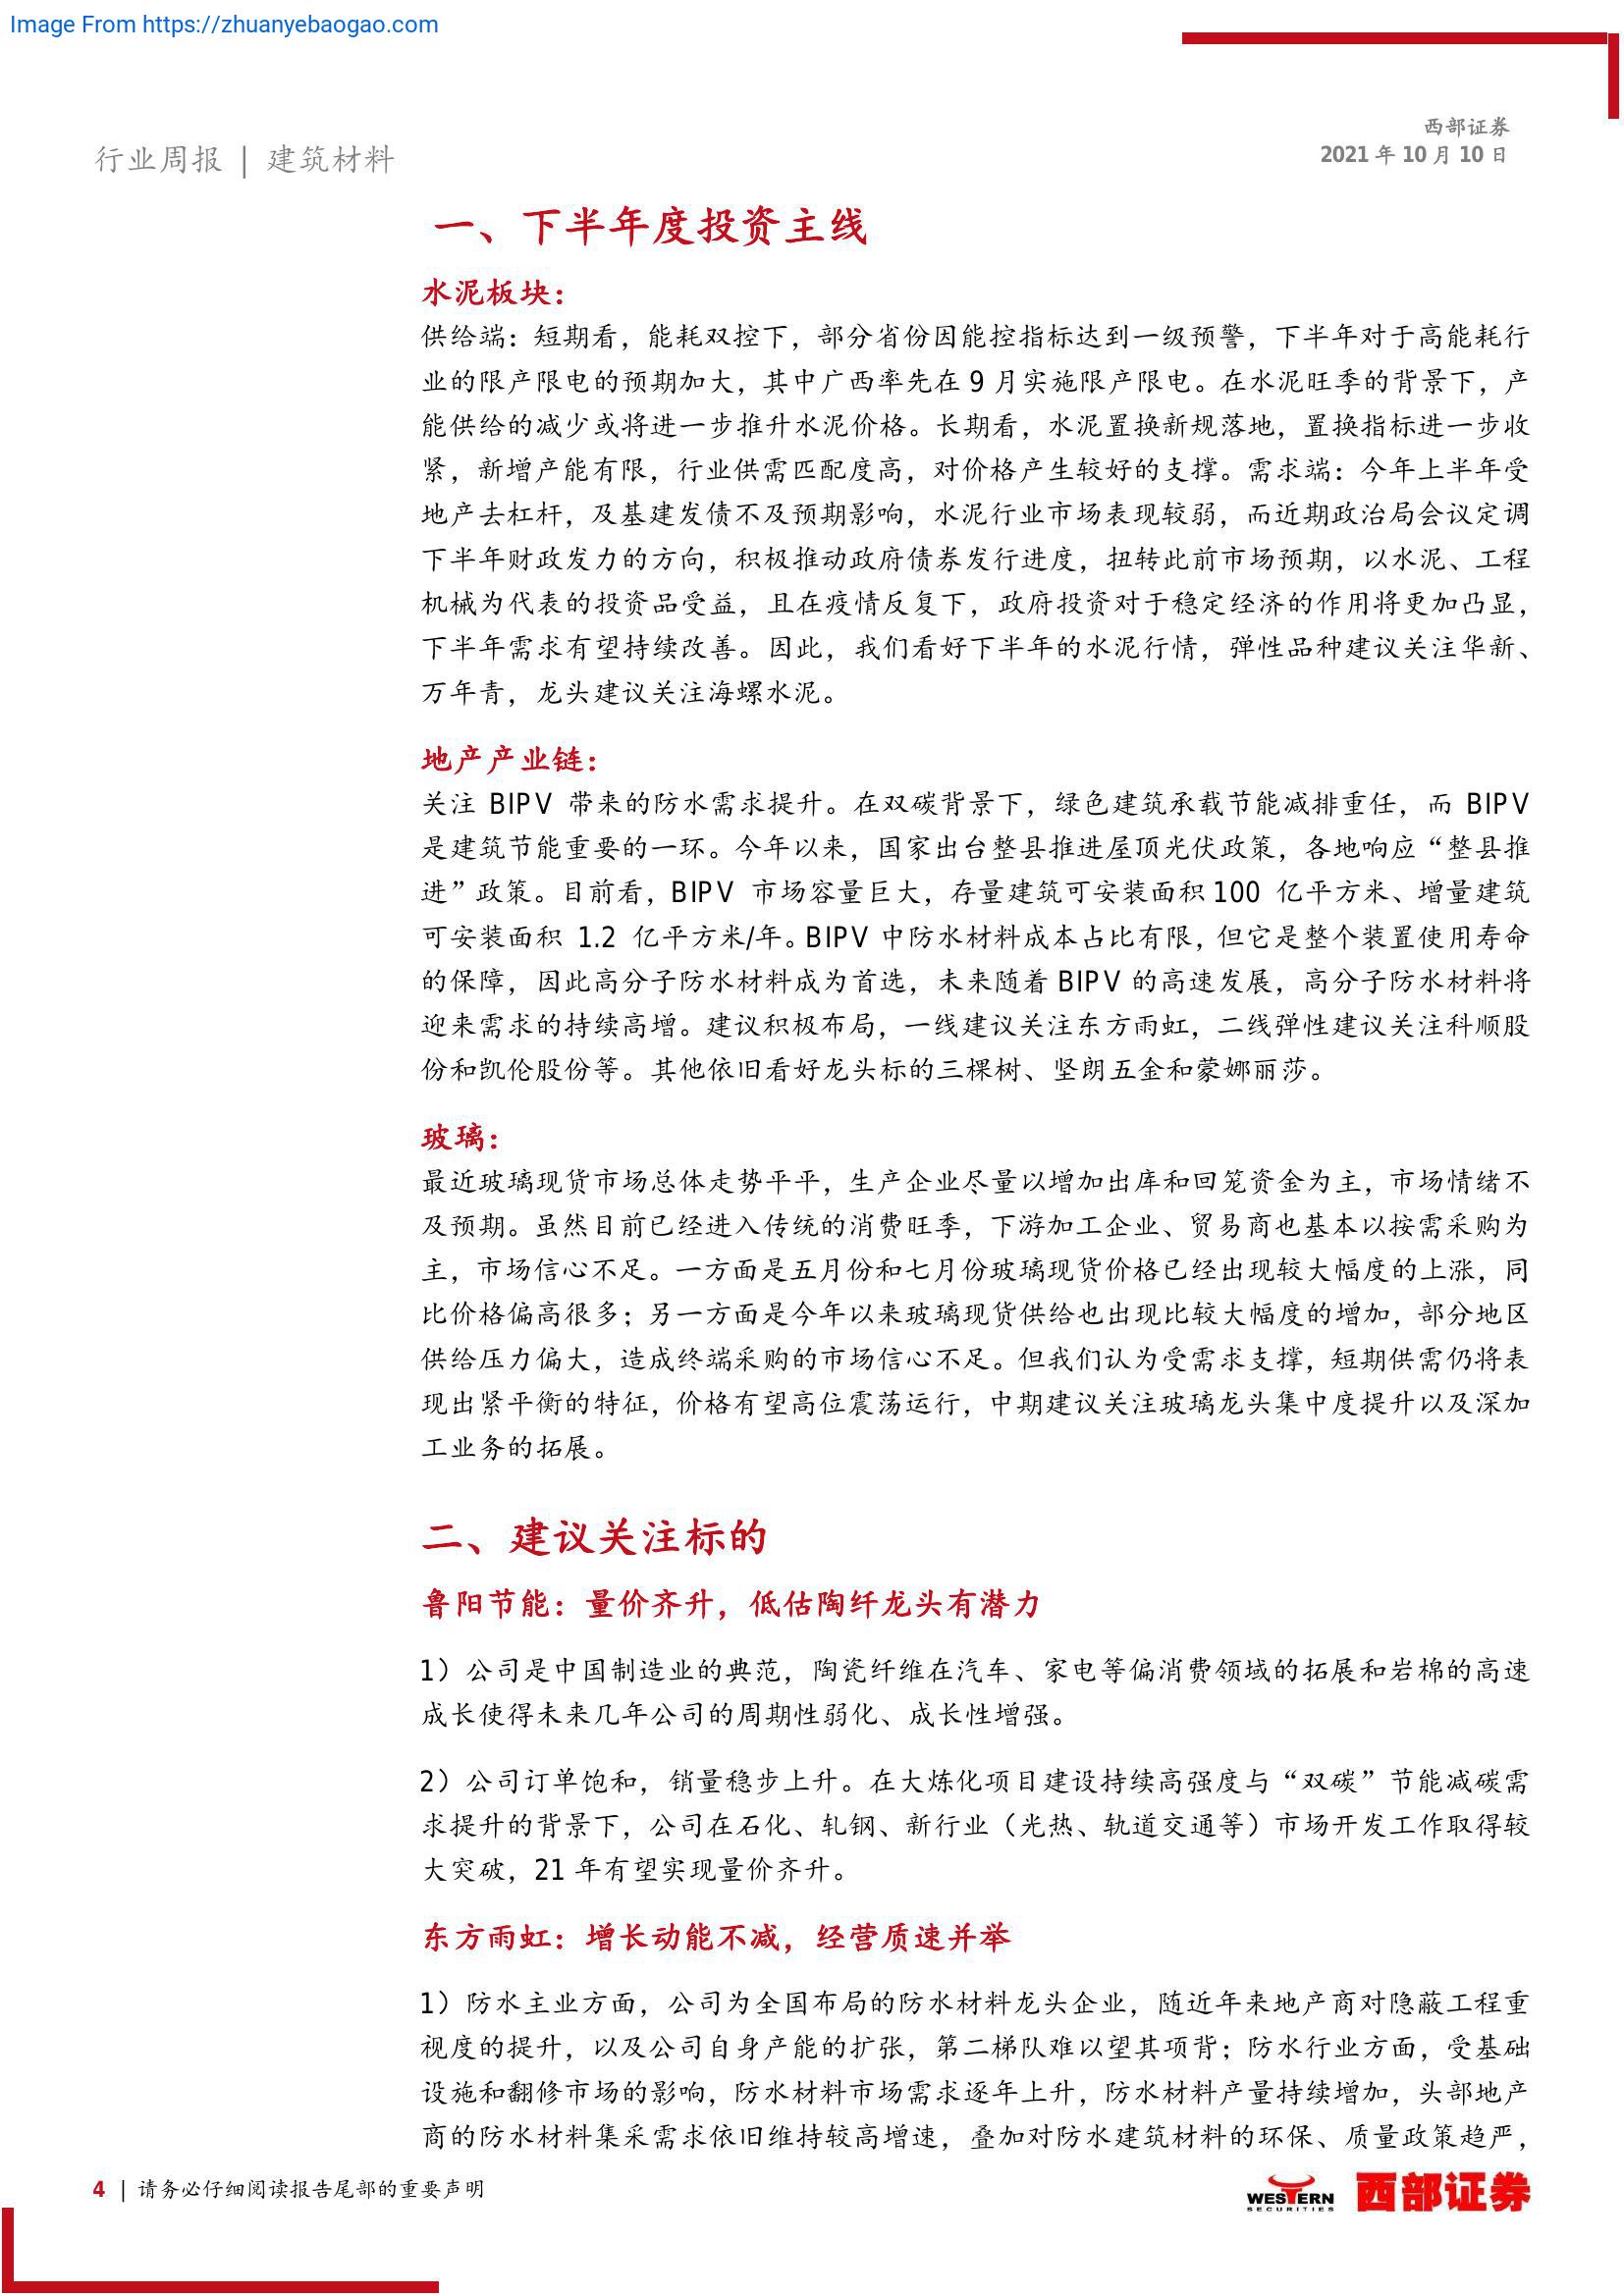 Image From https://zhuanyebaogao.com
西部证券
2021 年 10 月 10 日
行业周报 | 建筑材料
一、下半年度投资主线
水泥板块：
供给端：短期看，能耗双控下，部分省份因能控指标达到一级预警，下半年对于高能耗行
业的限产限电的预期加大，其中广西率先在 9 月实施限产限电。在水泥旺季的背景下，产
能供给的减少或将进一步推升水泥价格。长期看，水泥置换新规落地，置换指标进一步收
紧，新增产能有限，行业供需匹配度高，对价格产生较好的支撑。需求端：今年上半年受
地产去杠杆，及基建发债不及预期影响，水泥行业市场表现较弱，而近期政治局会议定调
下半年财政发力的方向，积极推动政府债券发行进度，扭转此前市场预期，以水泥、工程
机械为代表的投资品受益，且在疫情反复下，政府投资对于稳定经济的作用将更加凸显，
下半年需求有望持续改善。因此，我们看好下半年的水泥行情，弹性品种建议关注华新、
万年青，龙头建议关注海螺水泥。
地产产业链：
关注 BIPV 带来的防水需求提升。在双碳背景下，绿色建筑承载节能减排重任，而 BIPV
是建筑节能重要的一环。今年以来，国家出台整县推进屋顶光伏政策，各地响应“整县推
进”政策。目前看，BIPV 市场容量巨大，存量建筑可安装面积 100 亿平方米、增量建筑
可安装面积 1.2 亿平方米/年。BIPV 中防水材料成本占比有限，但它是整个装置使用寿命
的保障，因此高分子防水材料成为首选，未来随着 BIPV 的高速发展，高分子防水材料将
迎来需求的持续高增。建议积极布局，一线建议关注东方雨虹，二线弹性建议关注科顺股
份和凯伦股份等。其他依旧看好龙头标的三棵树、坚朗五金和蒙娜丽莎。
玻璃：
最近玻璃现货市场总体走势平平，生产企业尽量以增加出库和回笼资金为主，市场情绪不
及预期。虽然目前已经进入传统的消费旺季，下游加工企业、贸易商也基本以按需采购为
主，市场信心不足。一方面是五月份和七月份玻璃现货价格已经出现较大幅度的上涨，同
比价格偏高很多；另一方面是今年以来玻璃现货供给也出现比较大幅度的增加，部分地区
供给压力偏大，造成终端采购的市场信心不足。但我们认为受需求支撑，短期供需仍将表
现出紧平衡的特征，价格有望高位震荡运行，中期建议关注玻璃龙头集中度提升以及深加
工业务的拓展。
二、建议关注标的
鲁阳节能：量价齐升，低估陶纤龙头有潜力
1）公司是中国制造业的典范，陶瓷纤维在汽车、家电等偏消费领域的拓展和岩棉的高速
成长使得未来几年公司的周期性弱化、成长性增强。
2）公司订单饱和，销量稳步上升。在大炼化项目建设持续高强度与“双碳”节能减碳需
求提升的背景下，公司在石化、轧钢、新行业（光热、轨道交通等）市场开发工作取得较
大突破，21 年有望实现量价齐升。
东方雨虹：增长动能不减，经营质速并举
1）防水主业方面，公司为全国布局的防水材料龙头企业，随近年来地产商对隐蔽工程重
视度的提升，以及公司自身产能的扩张，第二梯队难以望其项背；防水行业方面，受基础
设施和翻修市场的影响，防水材料市场需求逐年上升，防水材料产量持续增加，头部地产
商的防水材料集采需求依旧维持较高增速，叠加对防水建筑材料的环保、质量政策趋严，
4 | 请务必仔细阅读报告尾部的重要声明
WESTERN
SECURITIES
西部证券